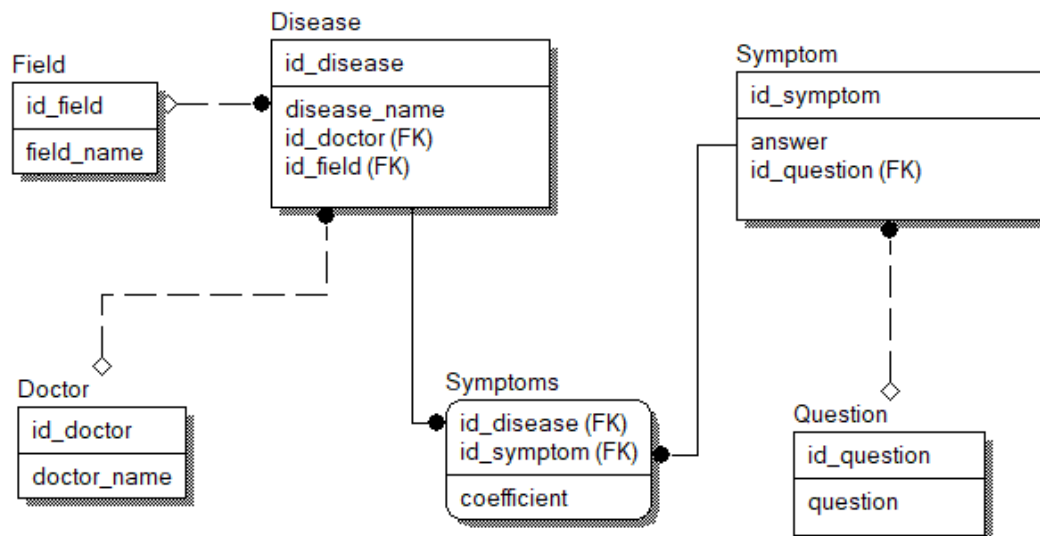 Disease
id_disease
disease_name
id_doctor (FK)
id_field (FK)
Field
id_field
field_name
Symptom
id_symptom
answer
id_question (FK)
Doctor
id_doctor
doctor_name
Symptoms
id_disease (FK)
id_symptom (FK)
coefficient
Question
id_question
question